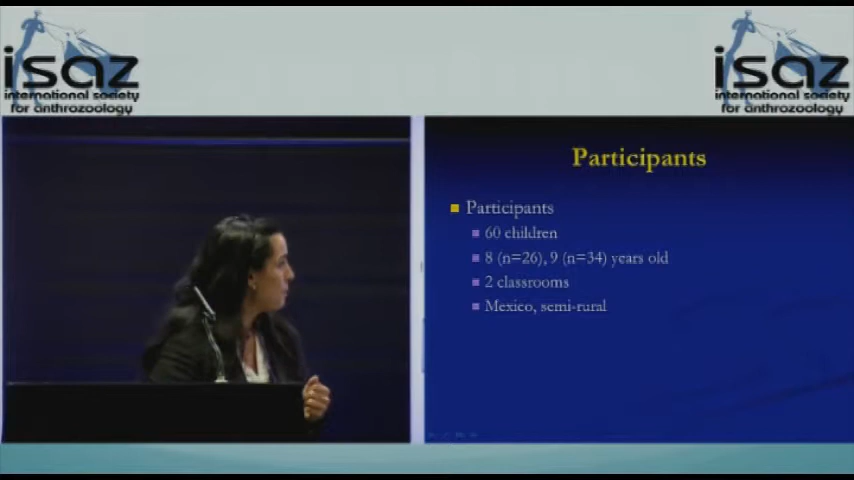 isaz
international society
for anthrozoology
isaz
international society
for anthrozoology
Participants
Participants
60 children
8 (n=26), 9 (n=34) years old
2 classrooms
Mexico, semi-rural